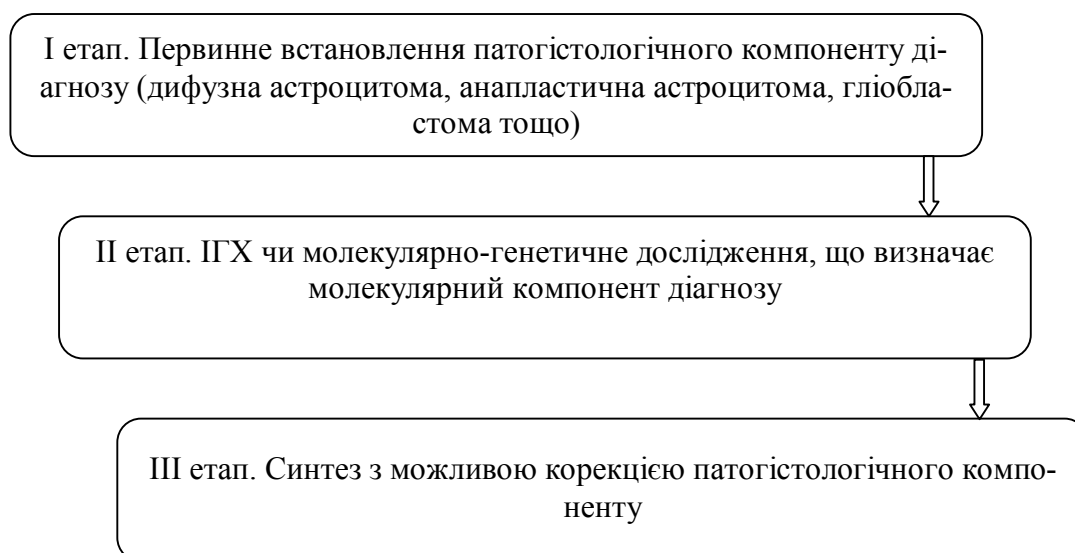 І етап. Первинне встановлення патогістологічного компоненту ді-
агнозу (дифузна астроцитома, анапластична астроцитома, гліобла-
стома тощо)
ІІ етап. ІГХ чи молекулярно-генетичне дослідження, що визначає
молекулярний компонент діагнозу
ІІІ етап. Синтез з можливою корекцією патогістологічного компо-
ненту